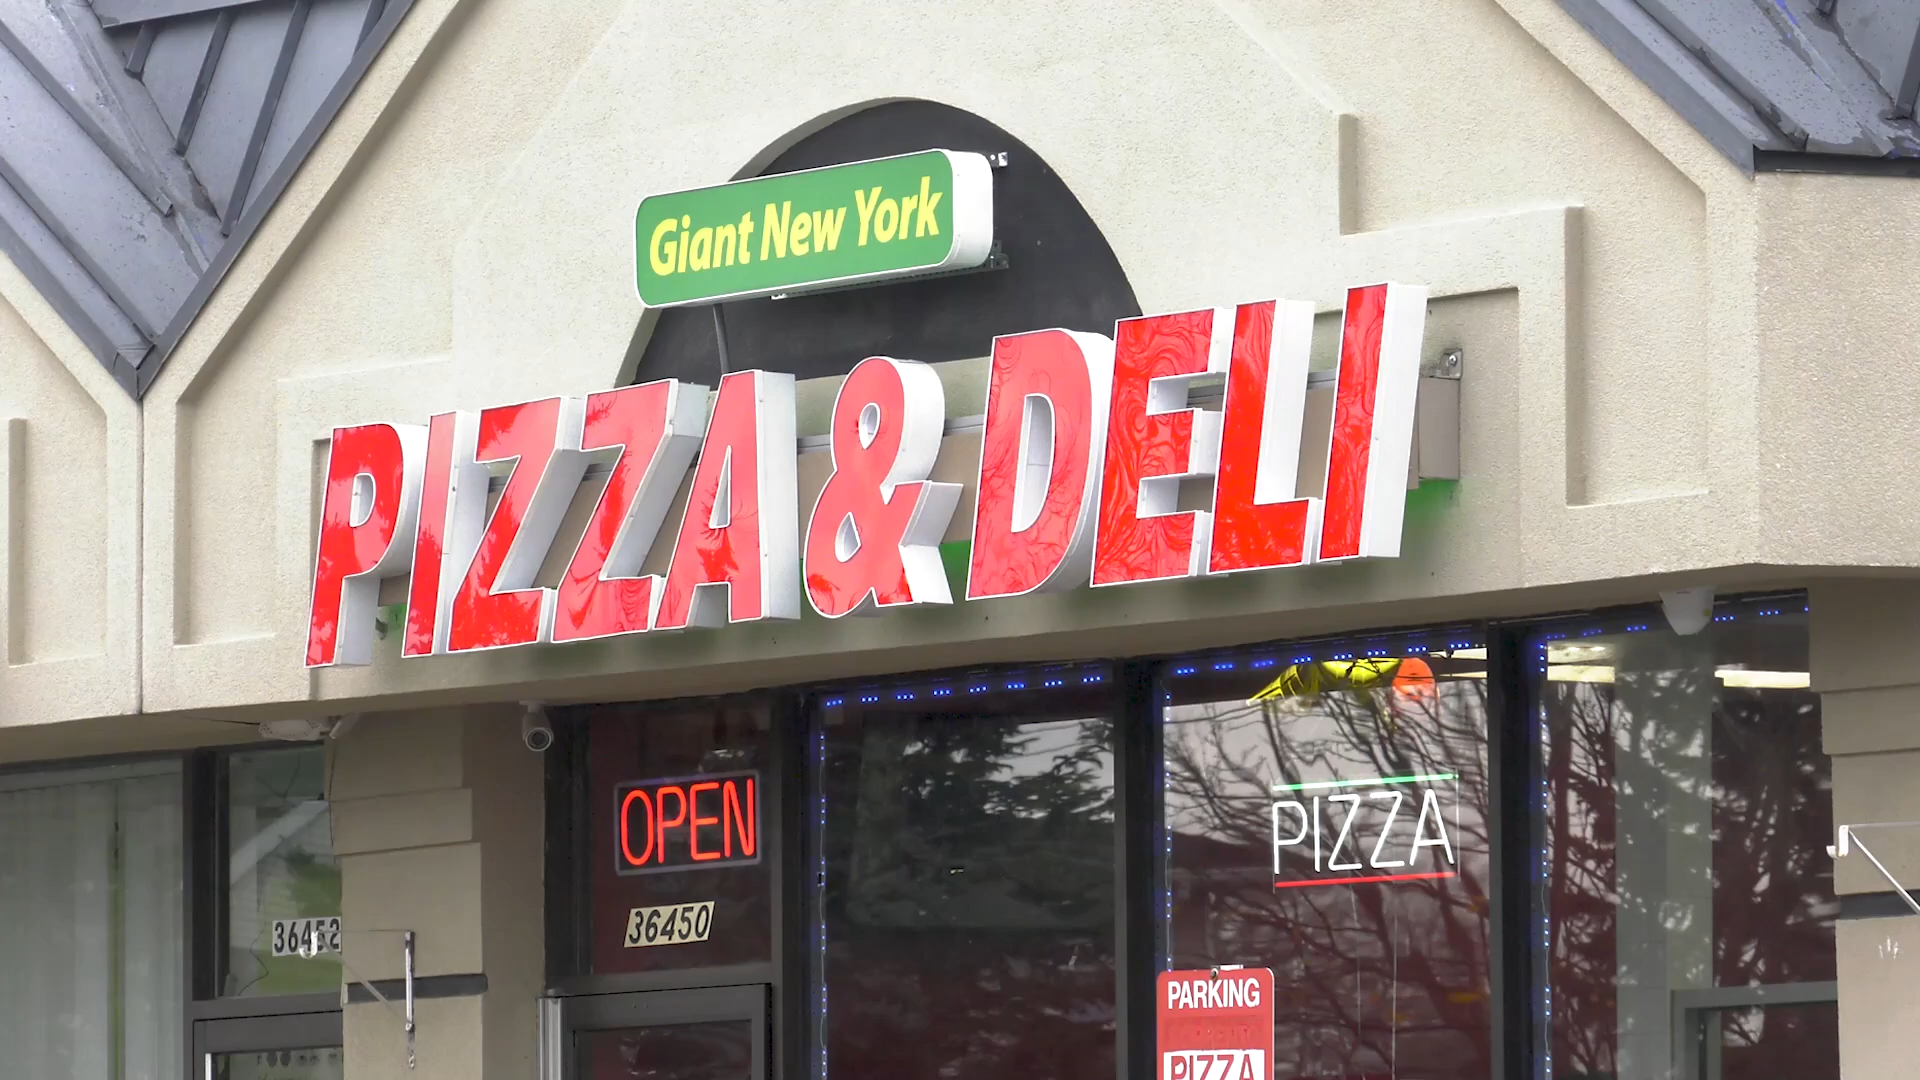 Giant New York
PIZZA & DELI
OPEN
PIZZA
36450
36452
PARKING
PIZZA